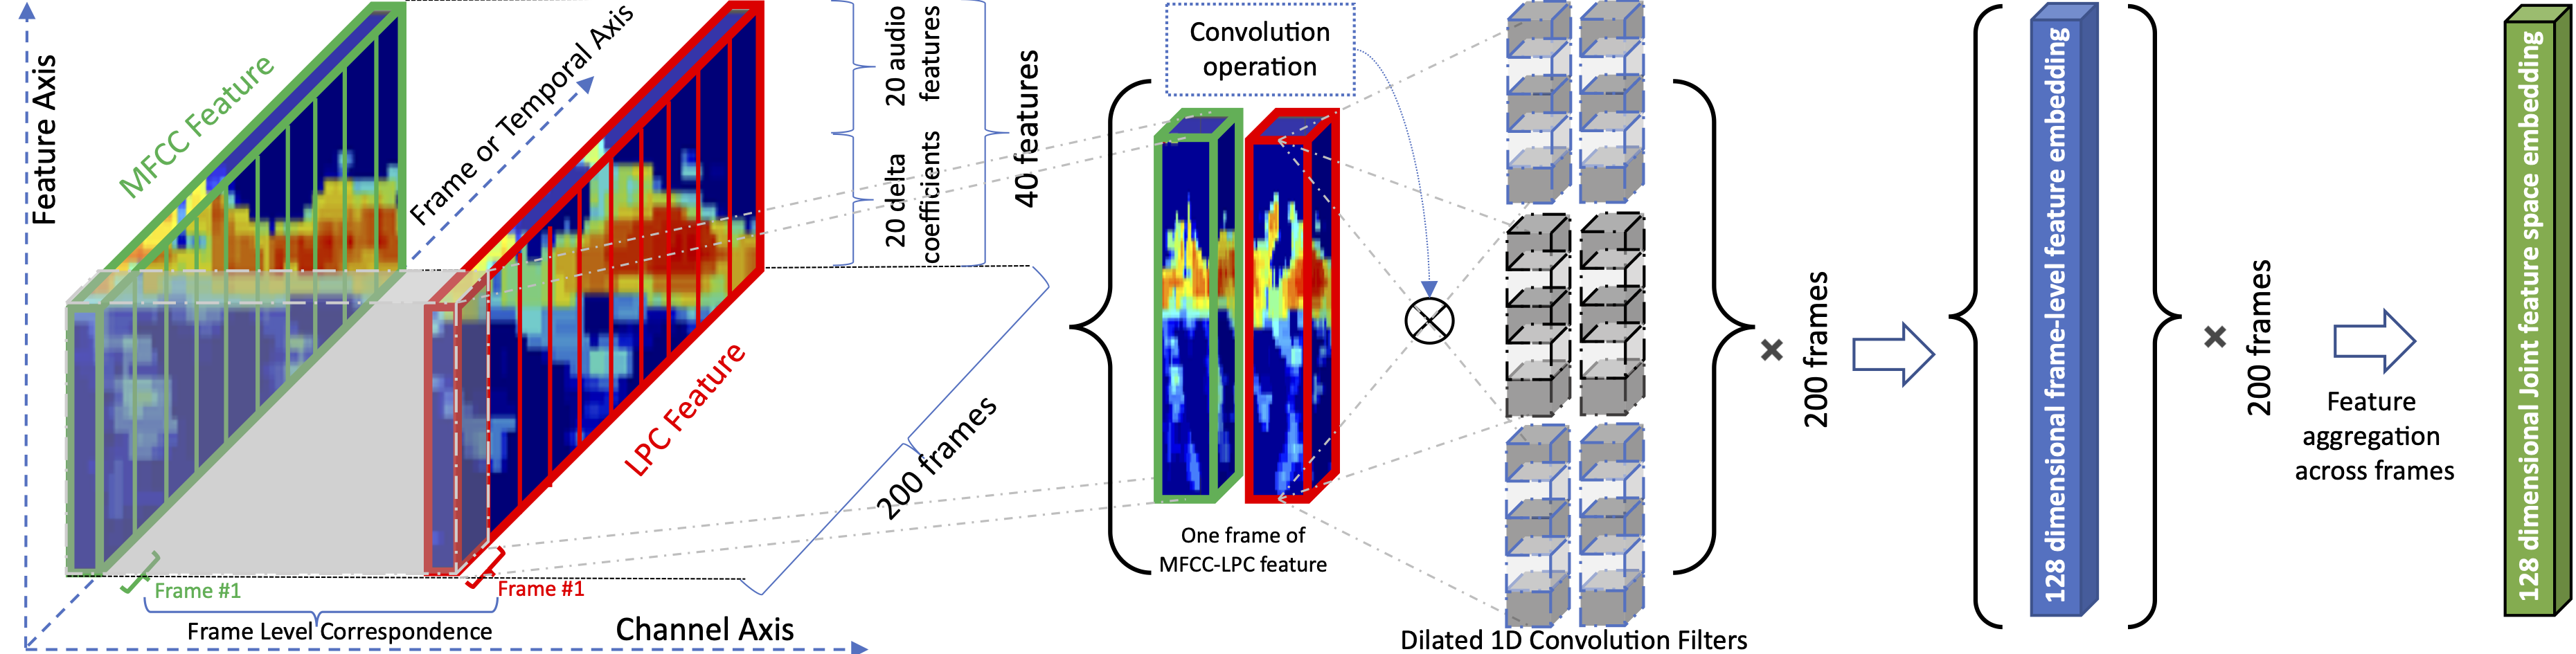 Feature Axis
MFCC Feature
Frame or Temporal Axis
LPC Feature
Frame #1
Frame #1
Frame Level Correspondence
Channel Axis
20 audio
features
20 delta
coefficients
40 features
200 frames
Convolution
operation
One frame of
MFCC-LPC feature
Dilated 1D Convolution Filters
× 200 frames
128 dimensional frame-level feature embedding
× 200 frames
Feature
aggregation
across frames
128 dimensional Joint feature space embedding